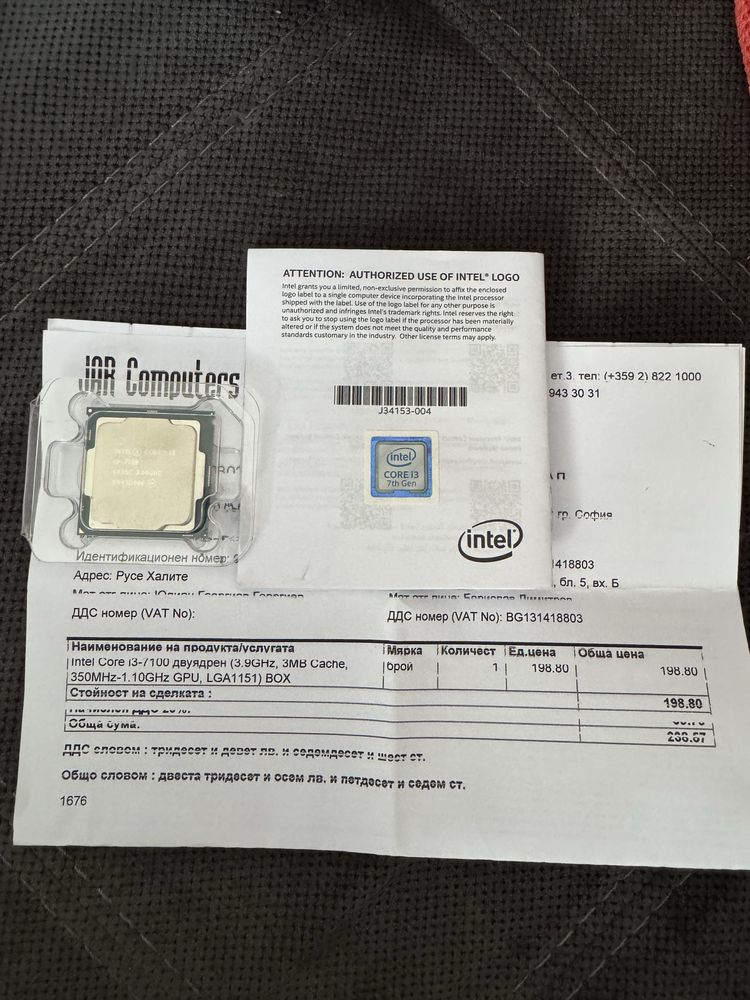 ATTENTION: AUTHORIZED USE OF INTEL® LOGO
Intel grants you a limited, non-exclusive permission to affix the enclosed
logo label to a single computer device incorporating the Intel processor
shipped with the label. Use of the logo label for any other purpose is
unauthorized and infringes Intel's trademark rights. Intel reserves the right
to ask you to stop using the logo label if the processor has been materially
altered or if the system does not meet the quality and performance
standards customary in the industry. Other license terms may apply.
J34153-004
intel
CORE i3
7th Gen
intel
JAR Computers
ет.3. тел: (+359 2) 822 1000
943 30 31
INTEL CORE i3
гр. София
Идентификационен номер:
1418803
Адрес: Русе Халите
, бл. 5, вх. Б
ДДС номер (VAT No):
ДДС номер (VAT No): BG131418803
Наименование на продукта/услугата Мярка Количест Ед.цена Обща цена
Intel Core i3-7100 двуядрен (3.9GHz, 3MB Cache, брой 1 198.80 198.80
350MHz-1.10GHz GPU, LGA1151) BOX
Стойност на сделката : 198.80
Обща сума:
ДДС словом : тридесет и девет лв. и седемдесет и шест ст.
Общо словом : двеста тридесет и осем лв. и петдесет и седем ст.
1676